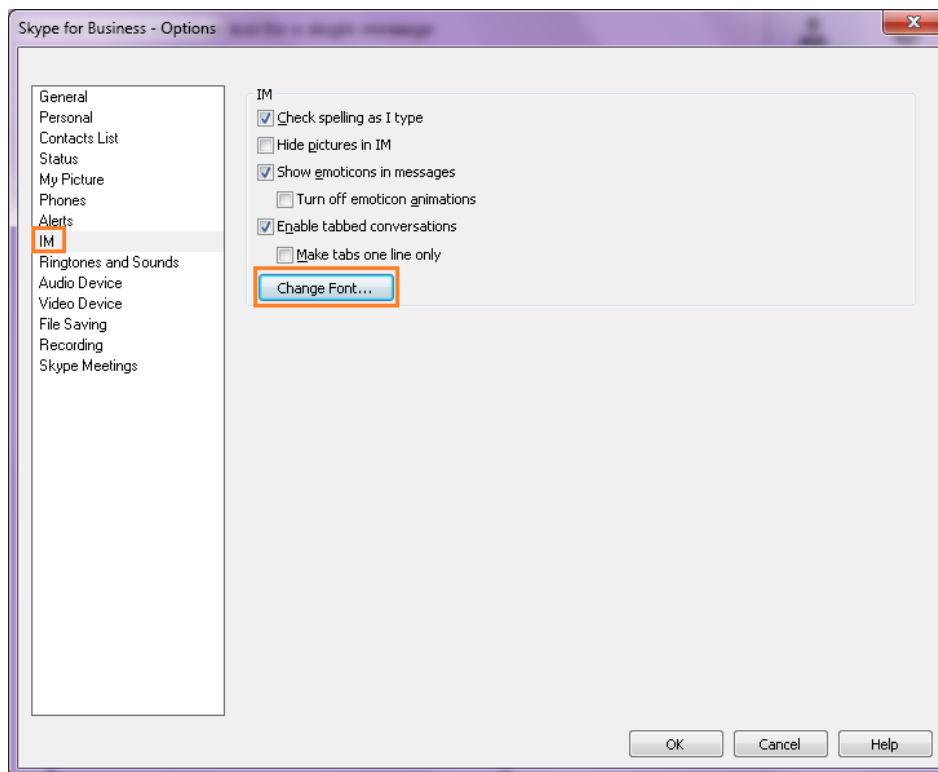 Skype for Business - Options
General
Personal
Contacts List
Status
My Picture
Phones
Alerts
IM
Ringtones and Sounds
Audio Device
Video Device
File Saving
Recording
Skype Meetings
IM
Check spelling as I type
Hide pictures in IM
Show emoticons in messages
Turn off emoticon animations
Enable tabbed conversations
Make tabs one line only
Change Font...
OK
Cancel
Help